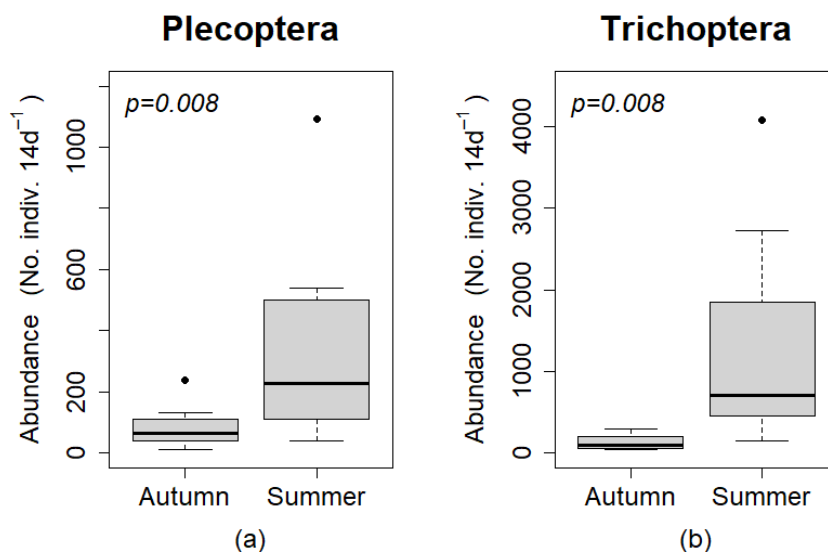 Plecoptera
p=0.008
Abundance (No. indiv. 14d⁻¹ )
1000
600
200
0
Autumn Summer
(a)
Trichoptera
p=0.008
Abundance (No. indiv. 14d⁻¹ )
4000
3000
2000
1000
0
Autumn Summer
(b)